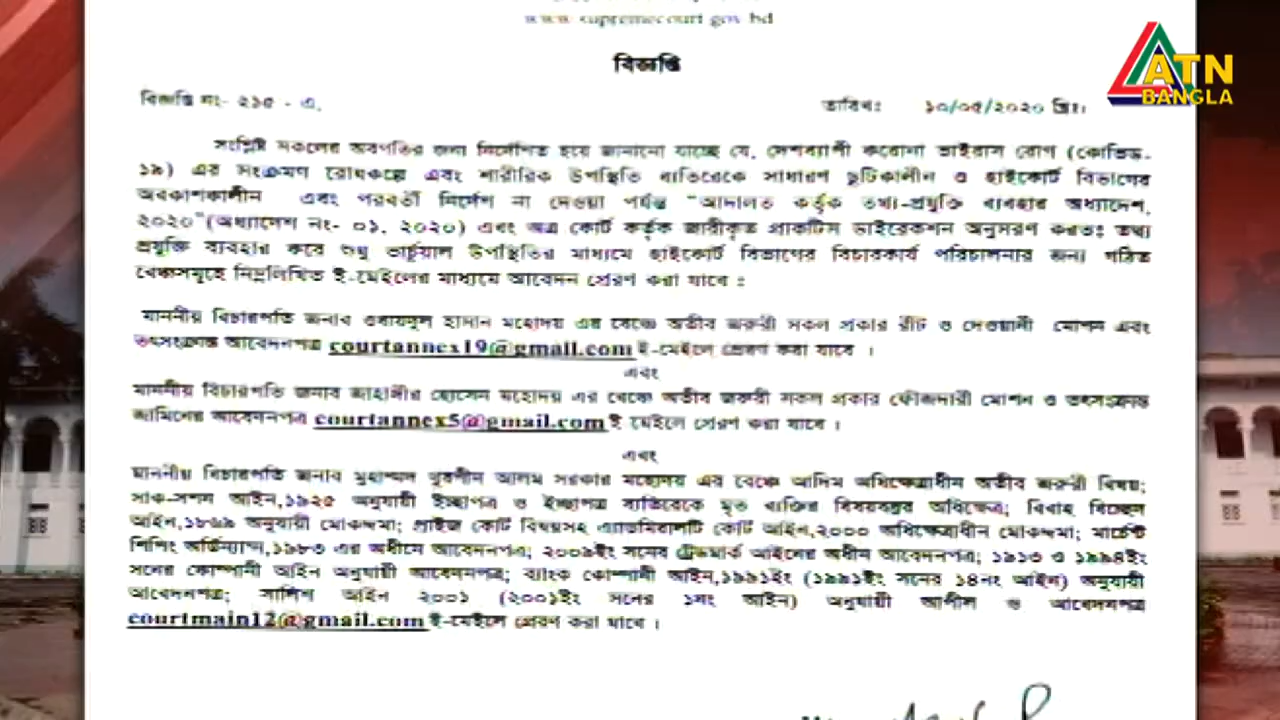 www.supremecourt.gov.bd
ATN
BANGLA
বিজ্ঞপ্তি
বিজ্ঞপ্তি নং- ২১৫ - এ,
তারিখঃ ১০/০৫/২০২০ খ্রিঃ।
সংশ্লিষ্ট সকলের অবগতির জন্য নির্দেশিত হয়ে জানানো যাচ্ছে যে, দেশব্যাপী করোনা ভাইরাস রোগ (কোভিড-
১৯) এর সংক্রমণ রোধকল্পে এবং শারীরিক উপস্থিতি ব্যতিরেকে সাধারণ ছুটিকালীন ও হাইকোর্ট বিভাগের
অবকাশকালীন এবং পরবর্তী নির্দেশ না দেওয়া পর্যন্ত "আদালত কর্তৃক তথ্য-প্রযুক্তি ব্যবহার অধ্যাদেশ,
২০২০"(অধ্যাদেশ নং- ০১, ২০২০) এবং অত্র কোর্ট কর্তৃক জারীকৃত প্রাকটিস ডাইরেকশন অনুসরণ করতঃ তথ্য
প্রযুক্তি ব্যবহার করে শুধু ভার্চুয়াল উপস্থিতির মাধ্যমে হাইকোর্ট বিভাগের বিচারকার্য পরিচালনার জন্য গঠিত
বেঞ্চসমূহে নিম্নলিখিত ই-মেইলের মাধ্যমে আবেদন প্রেরণ করা যাবে ঃ
মাননীয় বিচারপতি জনাব ওবায়দুল হাসান মহোদয় এর বেঞ্চে অতীব জরুরী সকল প্রকার রীট ও দেওয়ানী মোশন এবং
তৎসংক্রান্ত আবেদনপত্র courtannex19@gmail.com ই-মেইলে প্রেরণ করা যাবে ।
এবং
মাননীয় বিচারপতি জনাব জাহাঙ্গীর হোসেন মহোদয় এর বেঞ্চে অতীব জরুরী সকল প্রকার ফৌজদারী মোশন ও তৎসংক্রান্ত
জামিনের আবেদনপত্র courtannex5@gmail.com ই মেইলে প্রেরণ করা যাবে ।
এবং
মাননীয় বিচারপতি জনাব মুহাম্মদ খুরশীদ আলম সরকার মহোদয় এর বেঞ্চে আদিম অধিক্ষেত্রাধীন অতীব জরুরী বিষয়;
সাকসেশন আইন,১৯২৫ অনুযায়ী ইচ্ছাপত্র ও ইচ্ছাপত্র ব্যতিরেকে মৃত ব্যক্তির বিষয়বস্তুর অধিক্ষেত্র; বিবাহ বিচ্ছেদ
আইন,১৮৬৯ অনুযায়ী মোকদ্দমা; প্রাইজ কোর্ট বিষয়সহ এ্যাডমিরালটি কোর্ট আইন,২০০০ অধিক্ষেত্রাধীন মোকদ্দমা; মার্চেন্ট
শিপিং অর্ডিন্যান্স,১৯৮৩ এর অধীনে আবেদনপত্র; ২০০৯ইং সনের ট্রেডমার্ক আইনের অধীন আবেদনপত্র; ১৯১৩ ও ১৯৯৪ইং
সনের কোম্পানী আইন অনুযায়ী আবেদনপত্র; ব্যাংক কোম্পানী আইন,১৯৯১ইং (১৯৯১ইং সনের ১৪নং আইন) অনুযায়ী
আবেদনপত্র; সালিশ আইন ২০০১ (২০০১ইং সনের ১নং আইন) অনুযায়ী আপীল ও আবেদনপত্র
courtmain12@gmail.com ই-মেইলে প্রেরণ করা যাবে ।